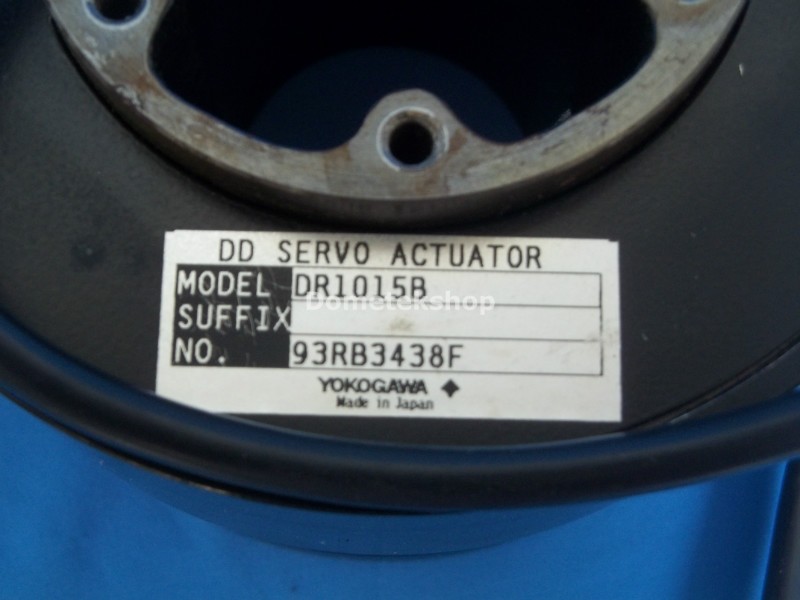 DD SERVO ACTUATOR
MODEL DR1015B
SUFFIX
NO. 93RB3438F
YOKOGAWA
Made in Japan
Dometekshop